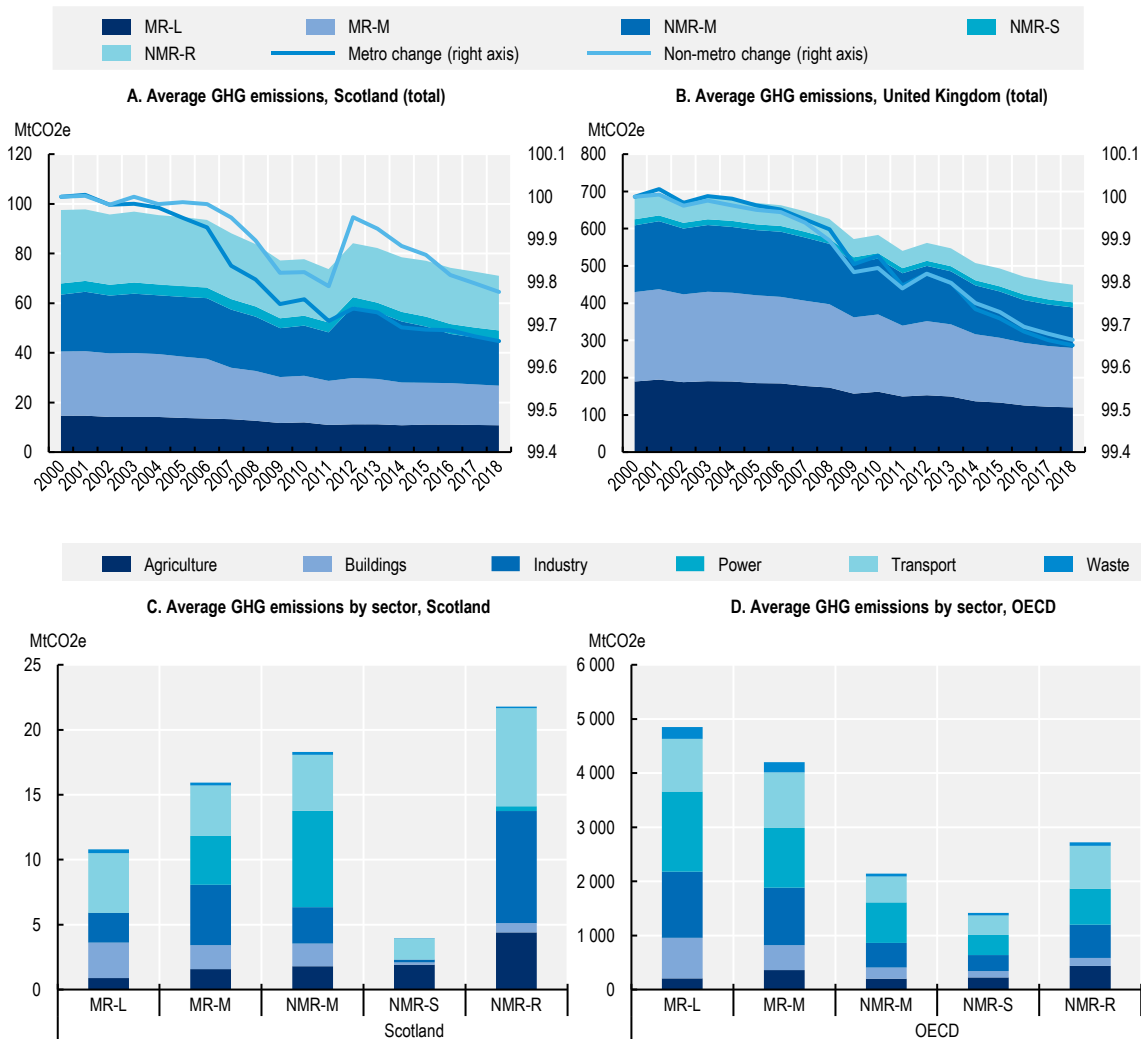 MR-L MR-M NMR-M NMR-S
NMR-R Metro change (right axis) Non-metro change (right axis)
A. Average GHG emissions, Scotland (total)
MtCO2e
120 100.1
100 100
80 99.9
60 99.8
40 99.7
20 99.6
0 99.5
99.4
2000 2001 2002 2003 2004 2005 2006 2007 2008 2009 2010 2011 2012 2013 2014 2015 2016 2017 2018
B. Average GHG emissions, United Kingdom (total)
MtCO2e
800 100.1
700 100
600 99.9
500 99.8
400 99.7
300 99.6
200 99.5
100 99.4
0
2000 2001 2002 2003 2004 2005 2006 2007 2008 2009 2010 2011 2012 2013 2014 2015 2016 2017 2018
Agriculture Buildings Industry Power Transport Waste
C. Average GHG emissions by sector, Scotland
MtCO2e
25
20
15
10
5
0
MR-L MR-M NMR-M NMR-S NMR-R
Scotland
D. Average GHG emissions by sector, OECD
MtCO2e
6 000
5 000
4 000
3 000
2 000
1 000
0
MR-L MR-M NMR-M NMR-S NMR-R
OECD